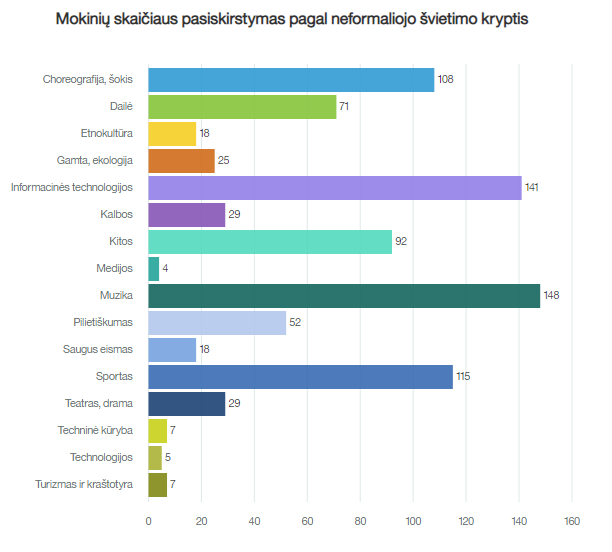 Mokinių skaičiaus pasiskirstymas pagal neformaliojo švietimo kryptis
Choreografija, šokis 108
Dailė 71
Etnokultūra 18
Gamta, ekologija 25
Informacinės technologijos 141
Kalbos 29
Kitos 92
Medijos 4
Muzika 148
Pilietiškumas 52
Saugus eismas 18
Sportas 115
Teatras, drama 29
Techninė kūryba 7
Technologijos 5
Turizmas ir kraštotyra 7
0 20 40 60 80 100 120 140 160